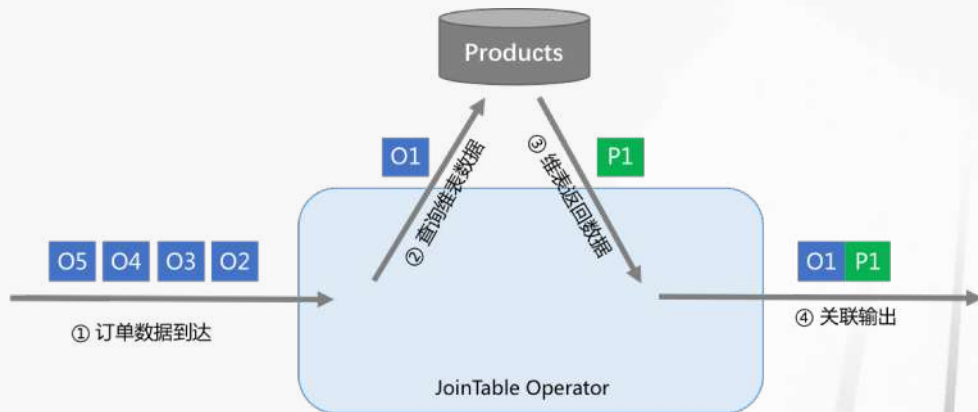 Products
O1
② 查询维表数据
③ 维表返回数据
P1
O5 O4 O3 O2
① 订单数据到达
O1 P1
④ 关联输出
JoinTable Operator